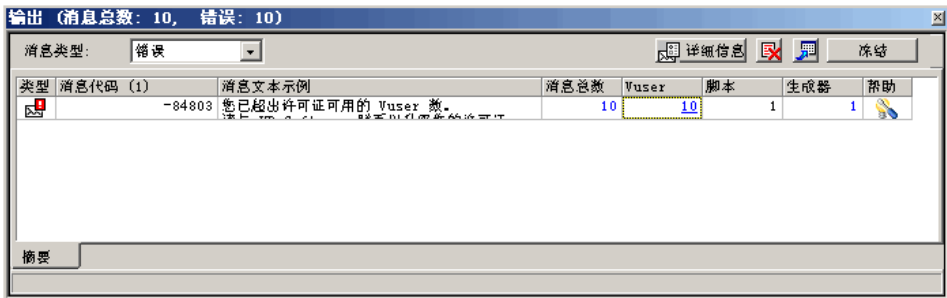 输出 (消息总数: 10, 错误: 10)
消息类型: 错误 详细信息 冻结
类型 消息代码 (1) 消息文本示例 消息总数 Vuser 脚本 生成器 帮助
-84803 您已超出许可证可用的 Vuser 数。 10 10 1 1
摘要